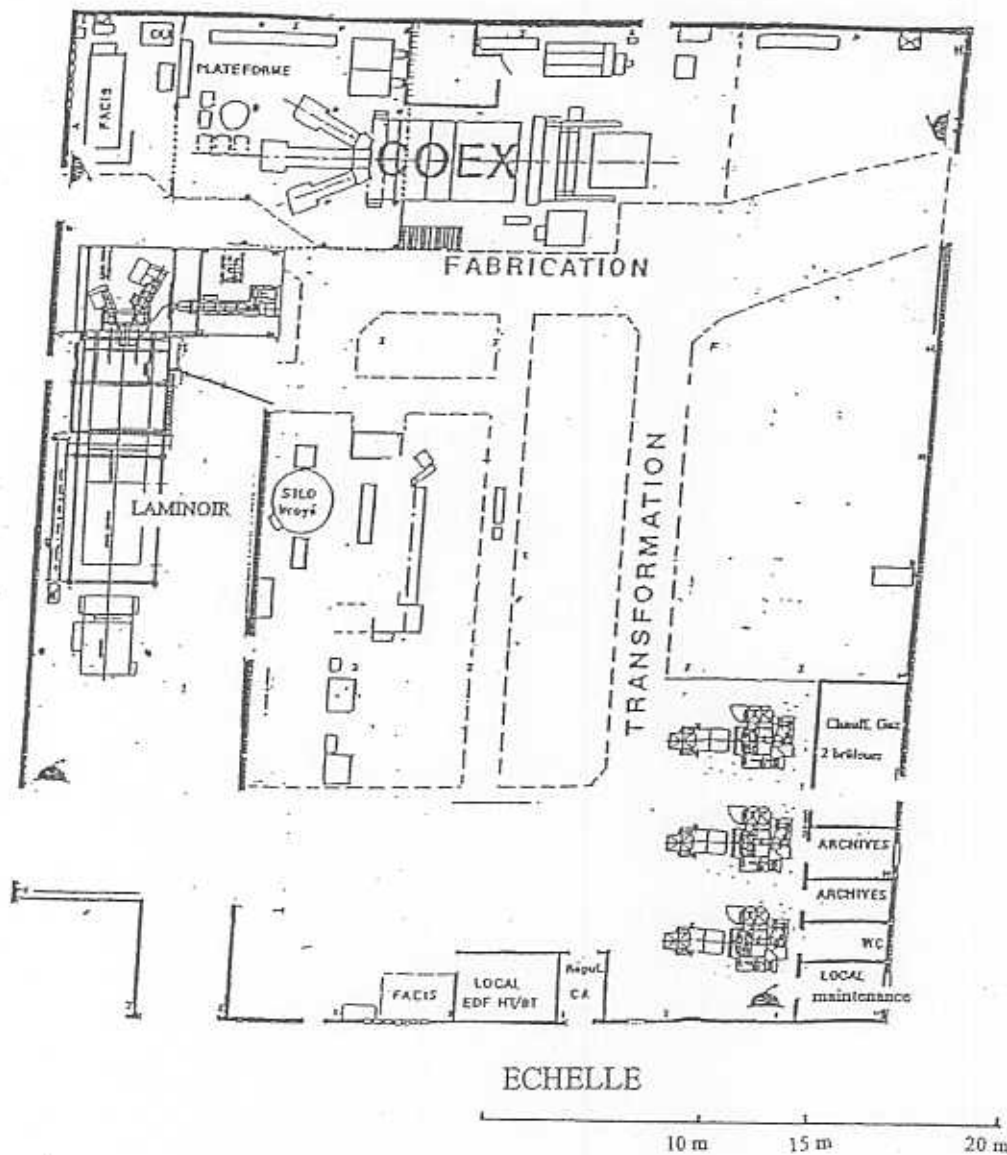 PLATEFORME
FACIS
COEX
FABRICATION
LAMINOIR
SILO
broyé
TRANSFORMATION
Chauff. Gaz
2 brûleurs
ARCHIVES
ARCHIVES
WC
LOCAL
maintenance
FACIS
LOCAL
EDF HT/BT
Régul.
CA
ECHELLE
10 m
15 m
20 m